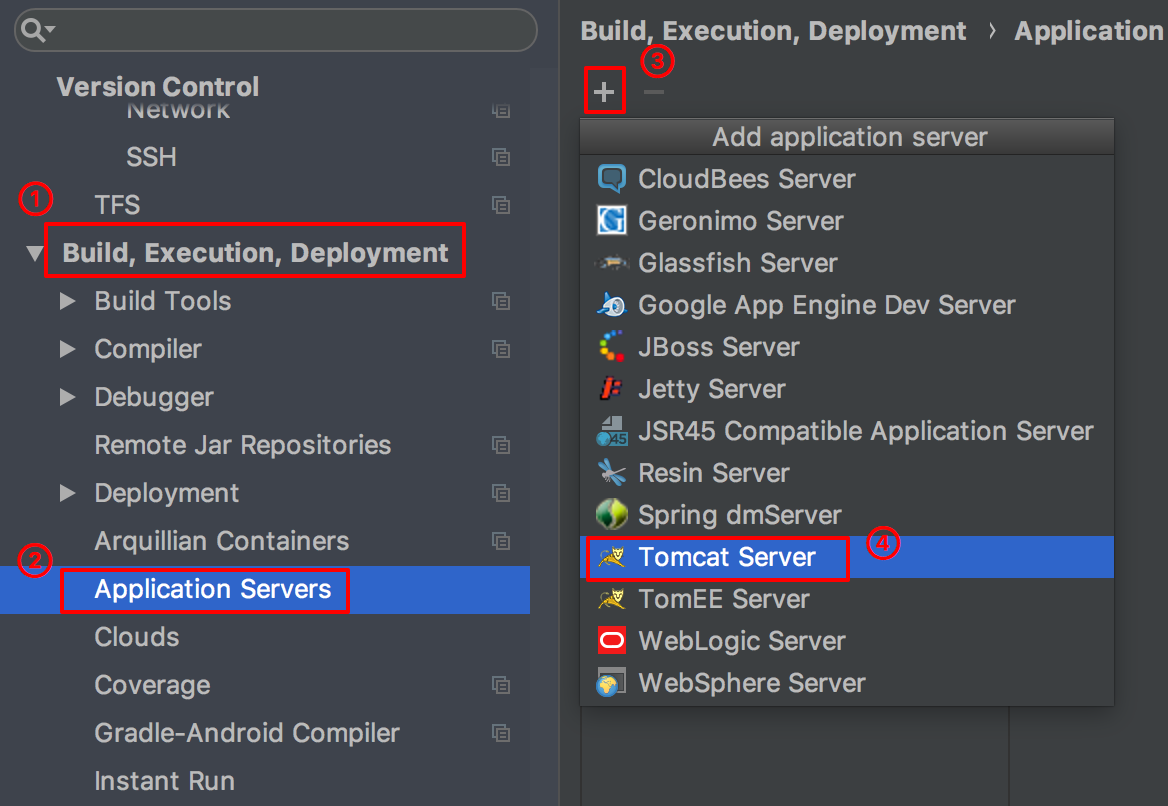 Version Control
Network
SSH
① TFS
Build, Execution, Deployment
Build Tools
Compiler
Debugger
Remote Jar Repositories
Deployment
Arquillian Containers
② Application Servers
Clouds
Coverage
Gradle-Android Compiler
Instant Run
Build, Execution, Deployment › Application
③
Add application server
CloudBees Server
Geronimo Server
Glassfish Server
Google App Engine Dev Server
JBoss Server
Jetty Server
45 JSR45 Compatible Application Server
Resin Server
Spring dmServer
Tomcat Server ④
TomEE Server
WebLogic Server
WebSphere Server